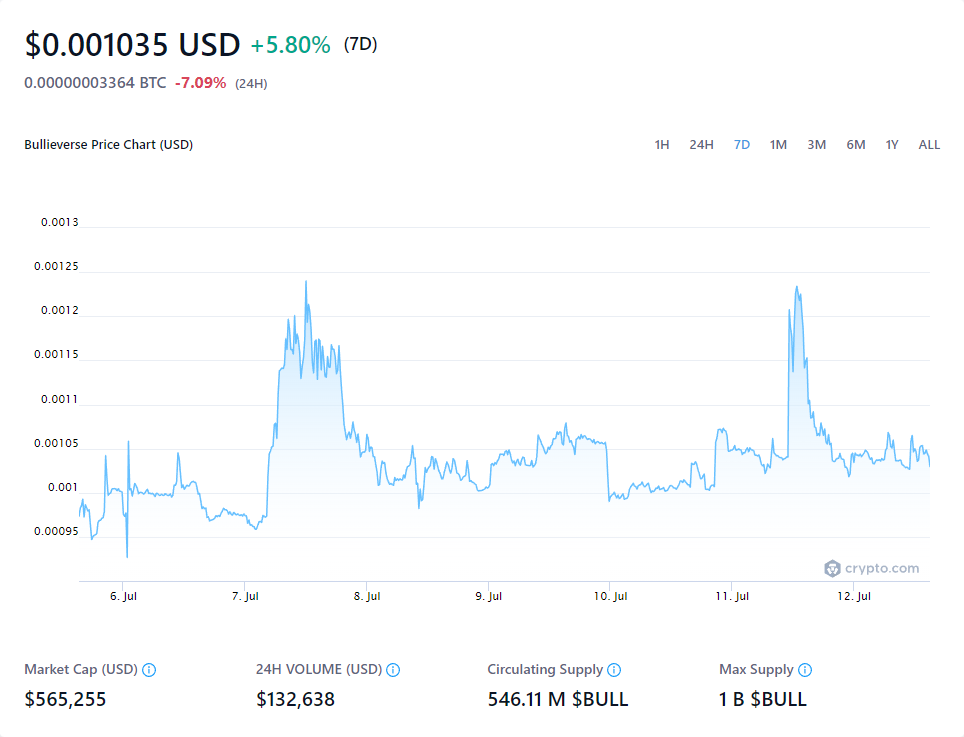 $0.001035 USD +5.80% (7D)
0.00000003364 BTC -7.09% (24H)
Bullieverse Price Chart (USD) 1H 24H 7D 1M 3M 6M 1Y ALL
0.0013
0.00125
0.0012
0.00115
0.0011
0.00105
0.001
0.00095
crypto.com
6. Jul 7. Jul 8. Jul 9. Jul 10. Jul 11. Jul 12. Jul
Market Cap (USD) 24H VOLUME (USD) Circulating Supply Max Supply
$565,255 $132,638 546.11 M $BULL 1 B $BULL